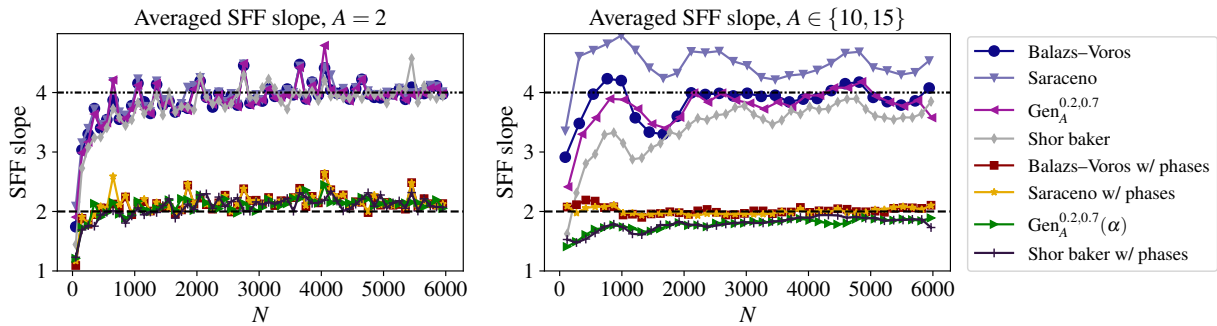 Averaged SFF slope, A = 2
SFF slope
4
3
2
1
0 1000 2000 3000 4000 5000 6000
N
Averaged SFF slope, A ∈ {10, 15}
SFF slope
4
3
2
1
0 1000 2000 3000 4000 5000 6000
N
Balazs–Voros
Saraceno
Gen_A^{0.2,0.7}
Shor baker
Balazs–Voros w/ phases
Saraceno w/ phases
Gen_A^{0.2,0.7}(α)
Shor baker w/ phases